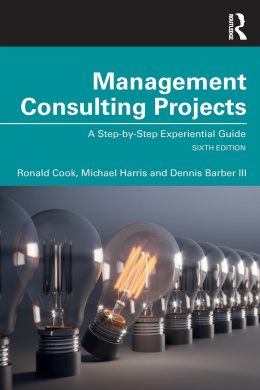 ROUTLEDGE
Management
Consulting Projects
A Step-by-Step Experiential Guide
SIXTH EDITION
Ronald Cook, Michael Harris and Dennis Barber III